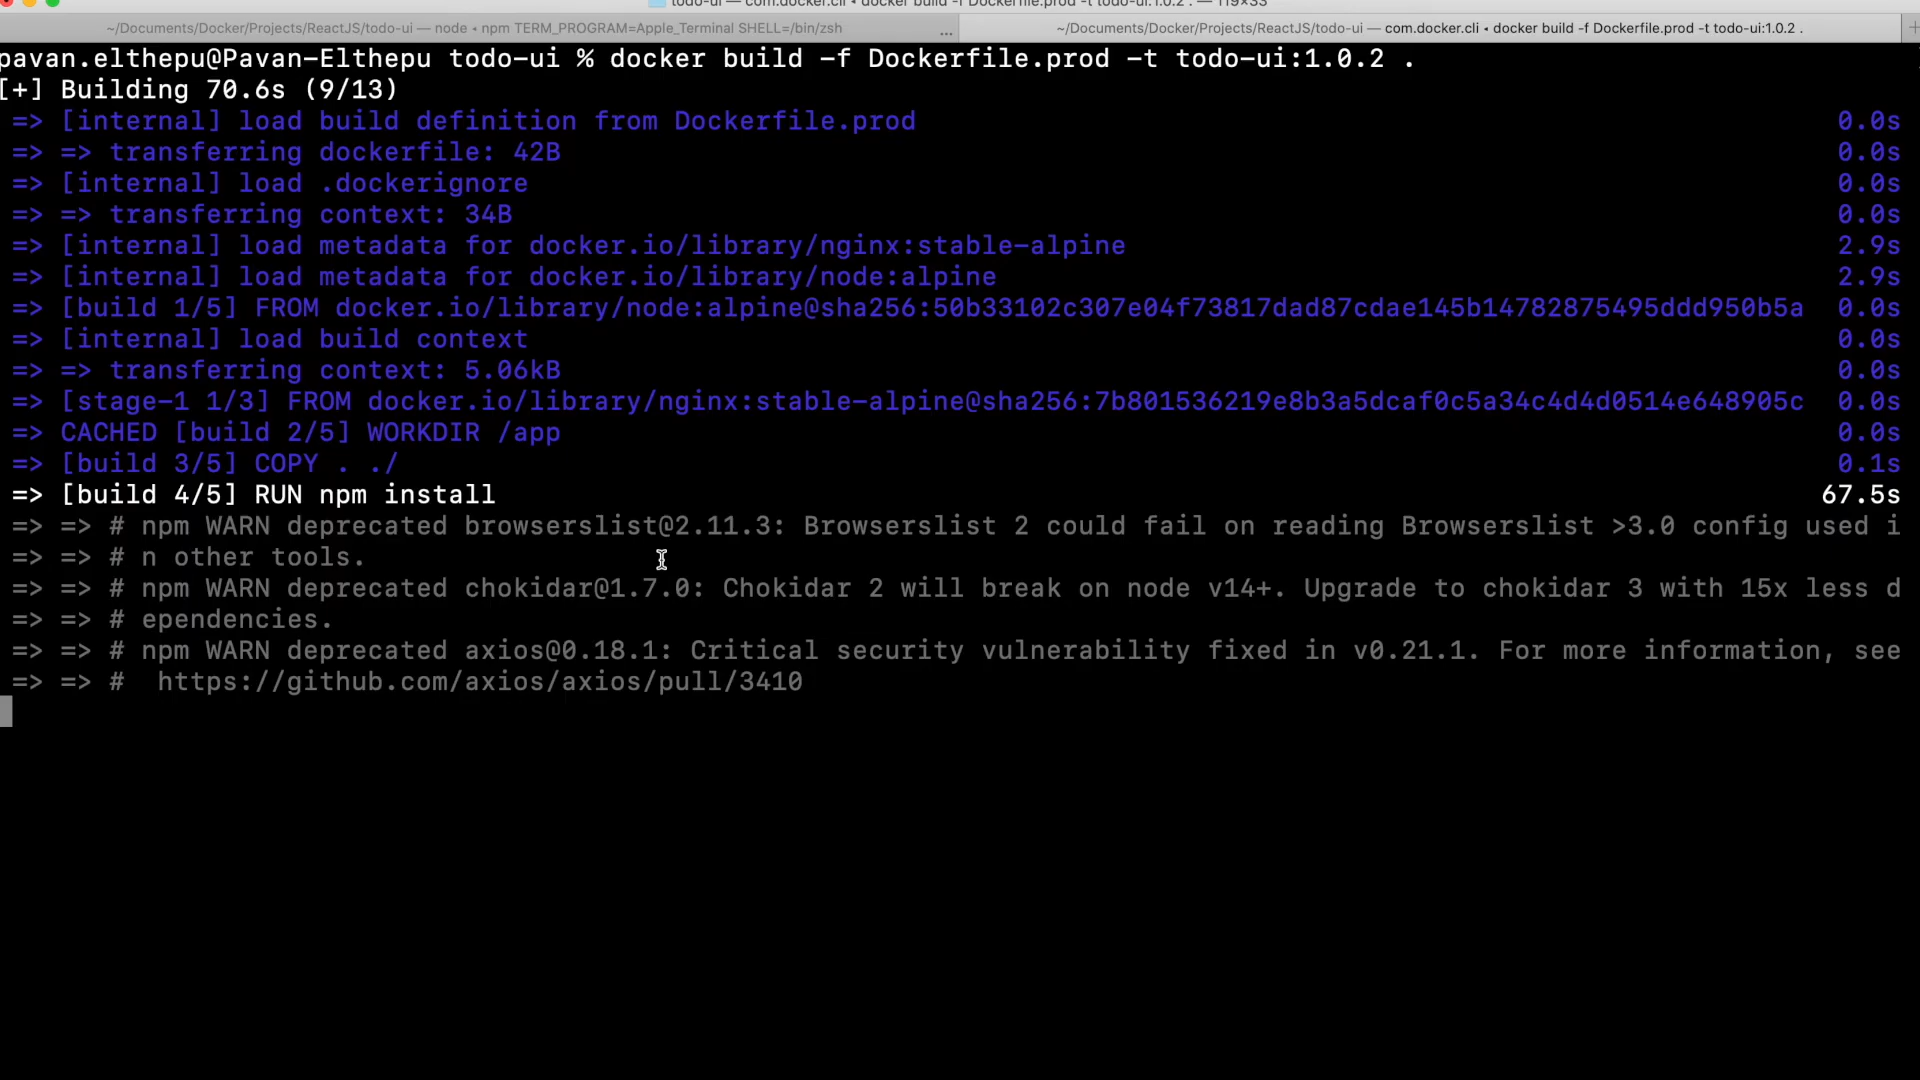 todo-ui — com.docker.cli ◂ docker build -f Dockerfile.prod -t todo-ui:1.0.2 . — 119×33
~/Documents/Docker/Projects/ReactJS/todo-ui — node ◂ npm TERM_PROGRAM=Apple_Terminal SHELL=/bin/zsh ...
~/Documents/Docker/Projects/ReactJS/todo-ui — com.docker.cli ◂ docker build -f Dockerfile.prod -t todo-ui:1.0.2 .
pavan.elthepu@Pavan-Elthepu todo-ui % docker build -f Dockerfile.prod -t todo-ui:1.0.2 .
[+] Building 70.6s (9/13)
=> [internal] load build definition from Dockerfile.prod 0.0s
=> => transferring dockerfile: 42B 0.0s
=> [internal] load .dockerignore 0.0s
=> => transferring context: 34B 0.0s
=> [internal] load metadata for docker.io/library/nginx:stable-alpine 2.9s
=> [internal] load metadata for docker.io/library/node:alpine 2.9s
=> [build 1/5] FROM docker.io/library/node:alpine@sha256:50b33102c307e04f73817dad87cdae145b14782875495ddd950b5a 0.0s
=> [internal] load build context 0.0s
=> => transferring context: 5.06kB 0.0s
=> [stage-1 1/3] FROM docker.io/library/nginx:stable-alpine@sha256:7b801536219e8b3a5dcaf0c5a34c4d4d0514e648905c 0.0s
=> CACHED [build 2/5] WORKDIR /app 0.0s
=> [build 3/5] COPY . ./ 0.1s
=> [build 4/5] RUN npm install 67.5s
=> => # npm WARN deprecated browserslist@2.11.3: Browserslist 2 could fail on reading Browserslist >3.0 config used i
=> => # n other tools.
=> => # npm WARN deprecated chokidar@1.7.0: Chokidar 2 will break on node v14+. Upgrade to chokidar 3 with 15x less d
=> => # ependencies.
=> => # npm WARN deprecated axios@0.18.1: Critical security vulnerability fixed in v0.21.1. For more information, see
=> => #  https://github.com/axios/axios/pull/3410